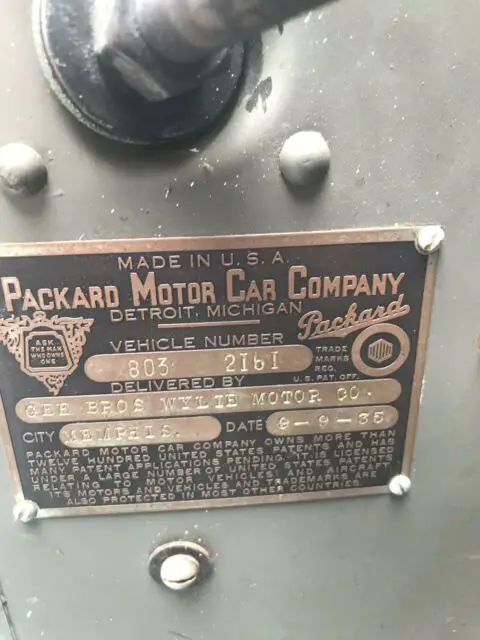 MADE IN U.S.A.
PACKARD MOTOR CAR COMPANY
DETROIT, MICHIGAN
Packard
ASK
THE MAN
WHO OWNS
ONE
VEHICLE NUMBER
803 2161
TRADE
MARKS
REG.
U.S. PAT. OFF.
DELIVERED BY
GEE BROS WYLIE MOTOR CO.
CITY MEMPHIS. DATE 9-9-35
PACKARD MOTOR CAR COMPANY OWNS MORE THAN
TWELVE HUNDRED UNITED STATES PATENTS AND HAS
MANY PATENT APPLICATIONS PENDING. IT IS LICENSED
UNDER A LARGE NUMBER OF UNITED STATES PATENTS
RELATING TO MOTOR VEHICLES AND AIRCRAFT
ITS MOTORS AND VEHICLES AND TRADEMARKS ARE
ALSO PROTECTED IN MOST OTHER COUNTRIES.